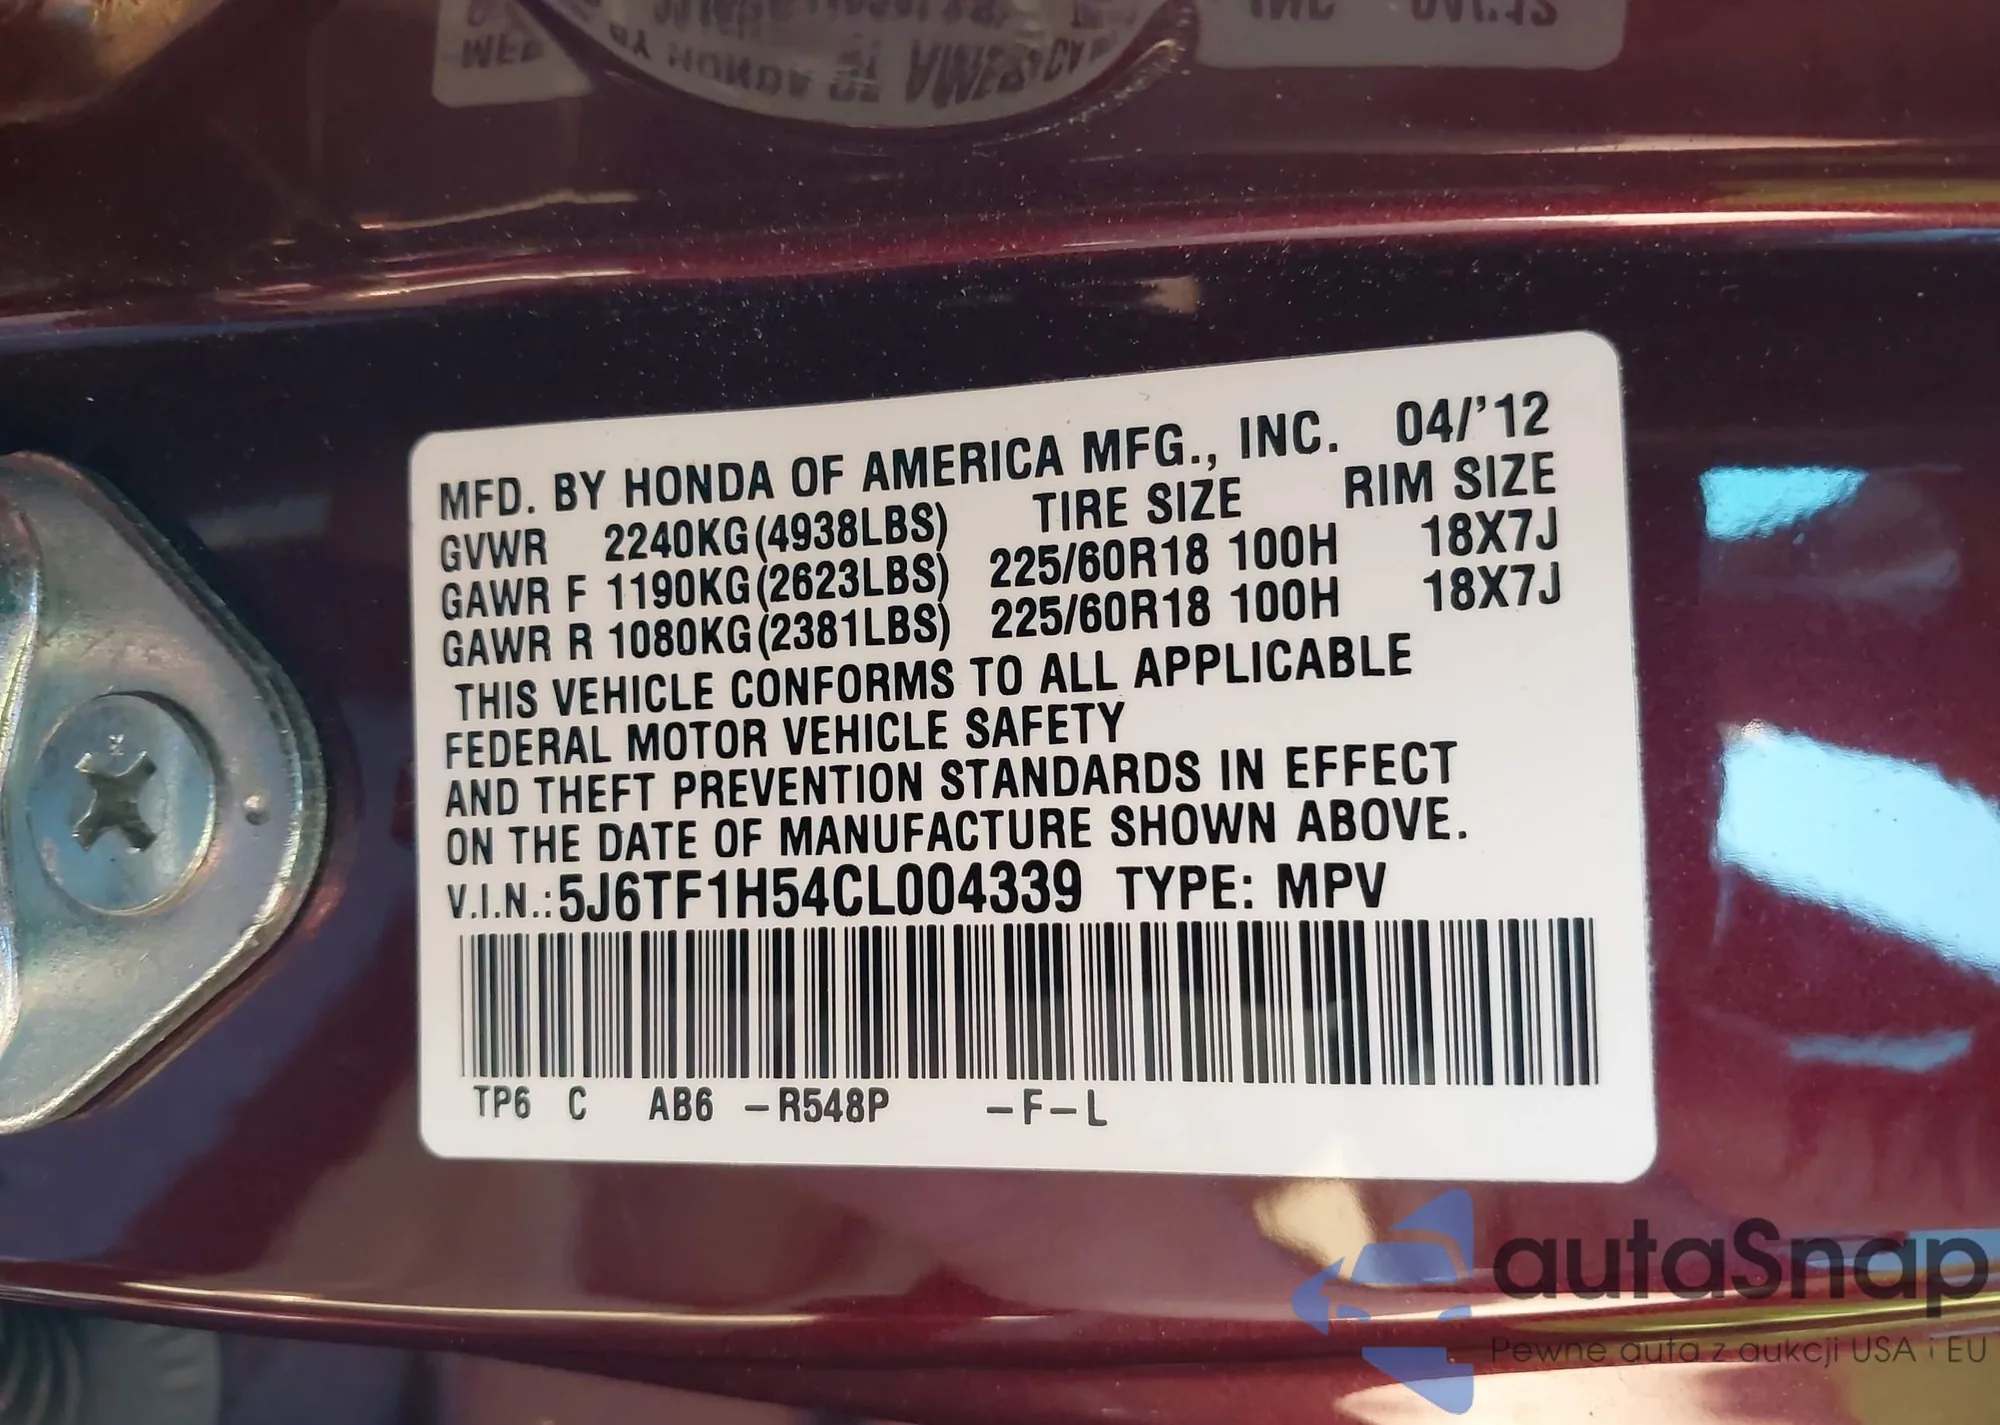 MFD. BY HONDA OF AMERICA MFG., INC. 04/'12
GVWR 2240KG(4938LBS) TIRE SIZE RIM SIZE
GAWR F 1190KG(2623LBS) 225/60R18 100H 18X7J
GAWR R 1080KG(2381LBS) 225/60R18 100H 18X7J
THIS VEHICLE CONFORMS TO ALL APPLICABLE
FEDERAL MOTOR VEHICLE SAFETY
AND THEFT PREVENTION STANDARDS IN EFFECT
ON THE DATE OF MANUFACTURE SHOWN ABOVE.
V.I.N.:5J6TF1H54CL004339 TYPE: MPV
TP6 C AB6 -R548P -F-L
autaSnap
Pewne auta z aukcji USA i EU